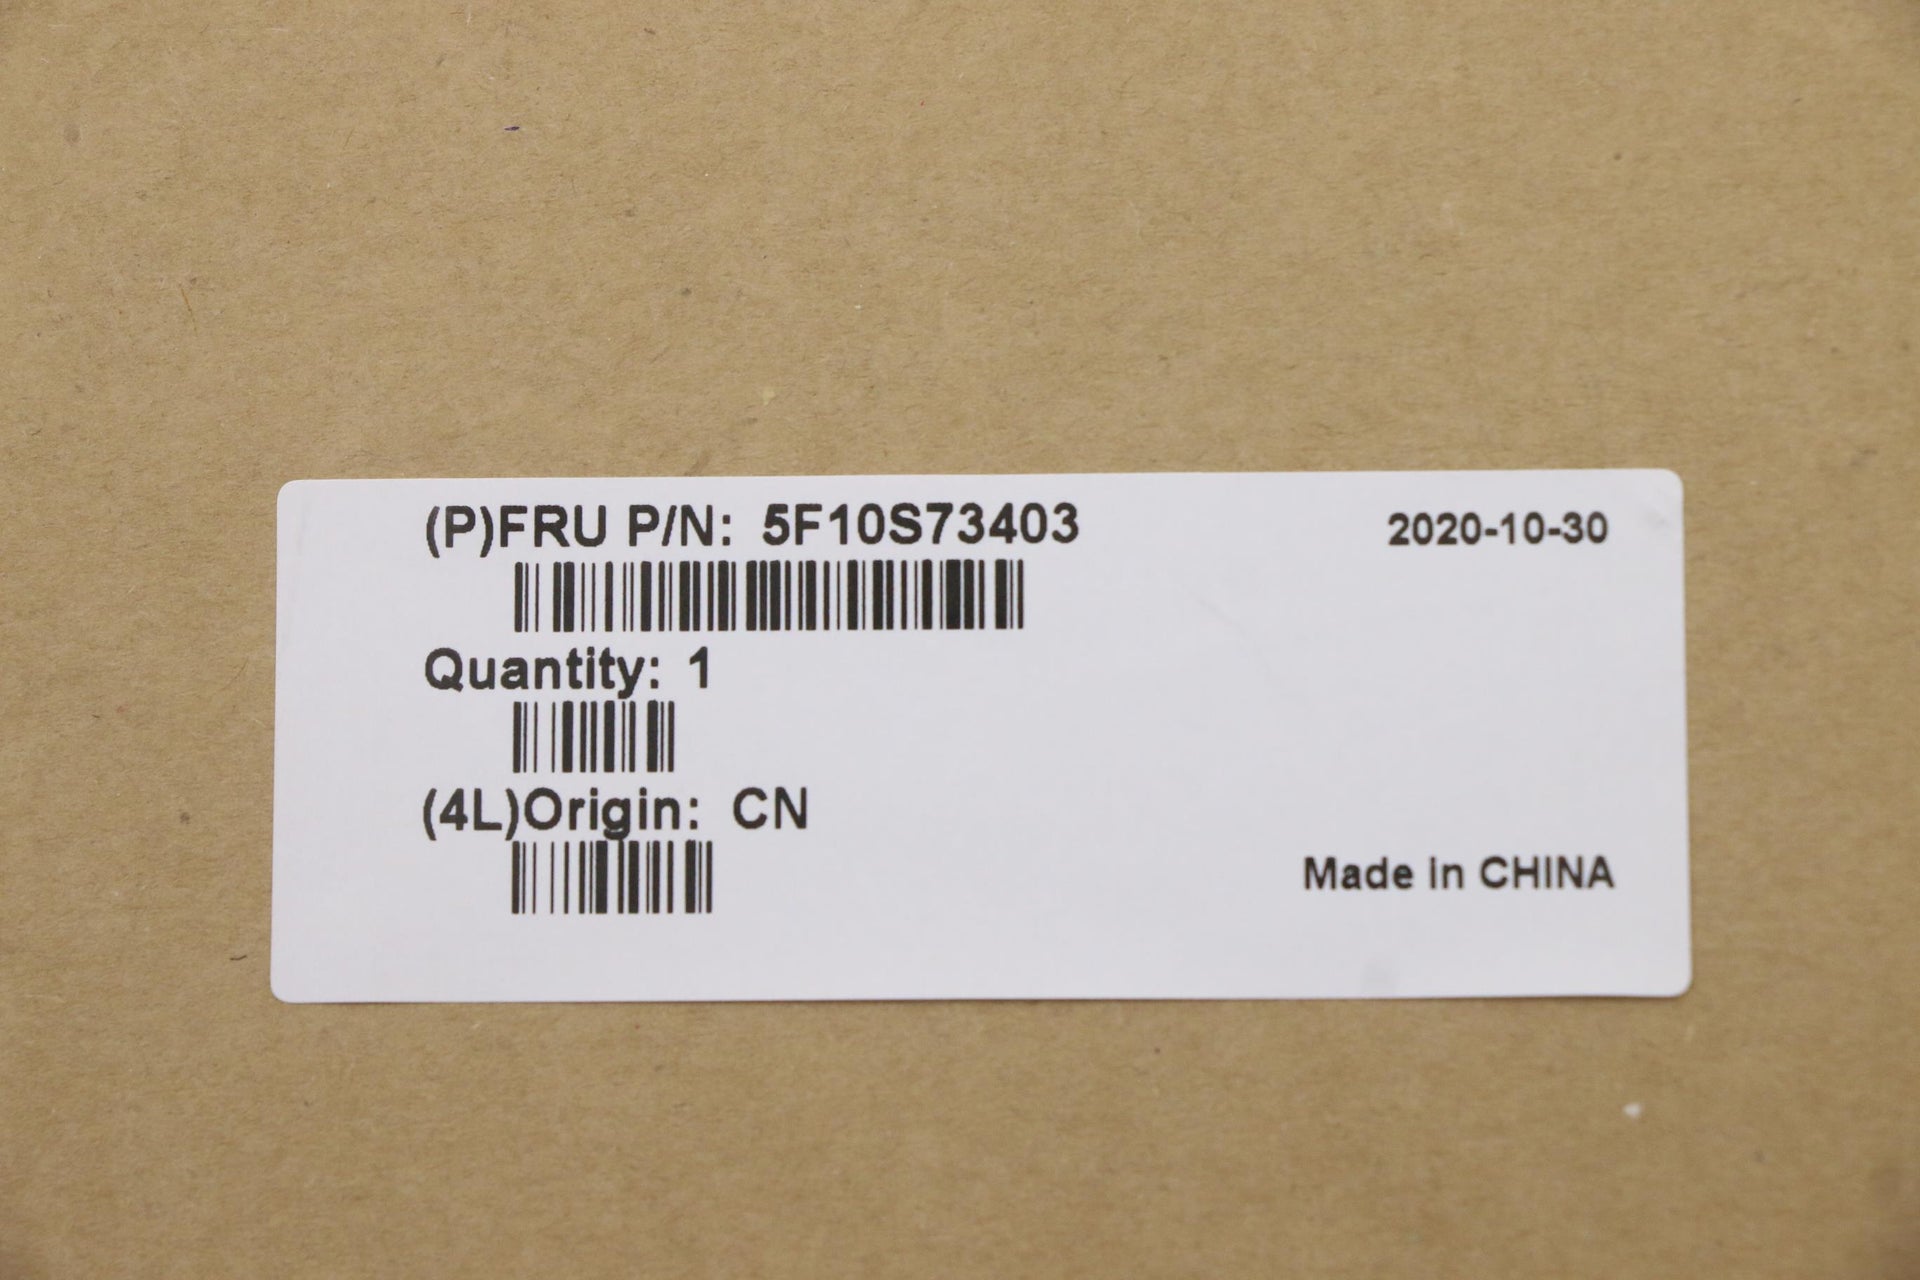 (P)FRU P/N: 5F10S73403
2020-10-30
Quantity: 1
(4L)Origin: CN
Made in CHINA